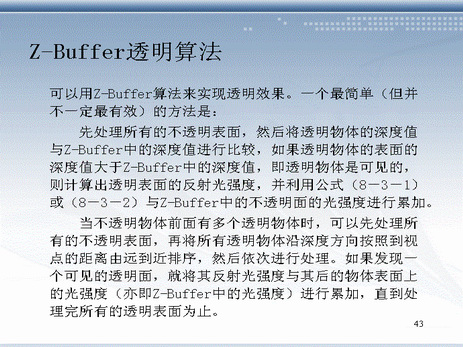 Z-Buffer透明算法
可以用Z-Buffer算法来实现透明效果。一个最简单（但并
不一定最有效）的方法是：
先处理所有的不透明表面，然后将透明物体的深度值
与Z-Buffer中的深度值进行比较，如果透明物体的表面的
深度值大于Z-Buffer中的深度值，即透明物体是可见的，
则计算出透明表面的反射光强度，并利用公式（8－3－1）
或（8－3－2）与Z-Buffer中的不透明面的光强度进行累加。
当不透明物体前面有多个透明物体时，可以先处理所
有的不透明表面，再将所有透明物体沿深度方向按照到视
点的距离由远到近排序，然后依次进行处理。如果发现一
个可见的透明面，就将其反射光强度与其后的物体表面上
的光强度（亦即Z-Buffer中的光强度）进行累加，直到处
理完所有的透明表面为止。
43